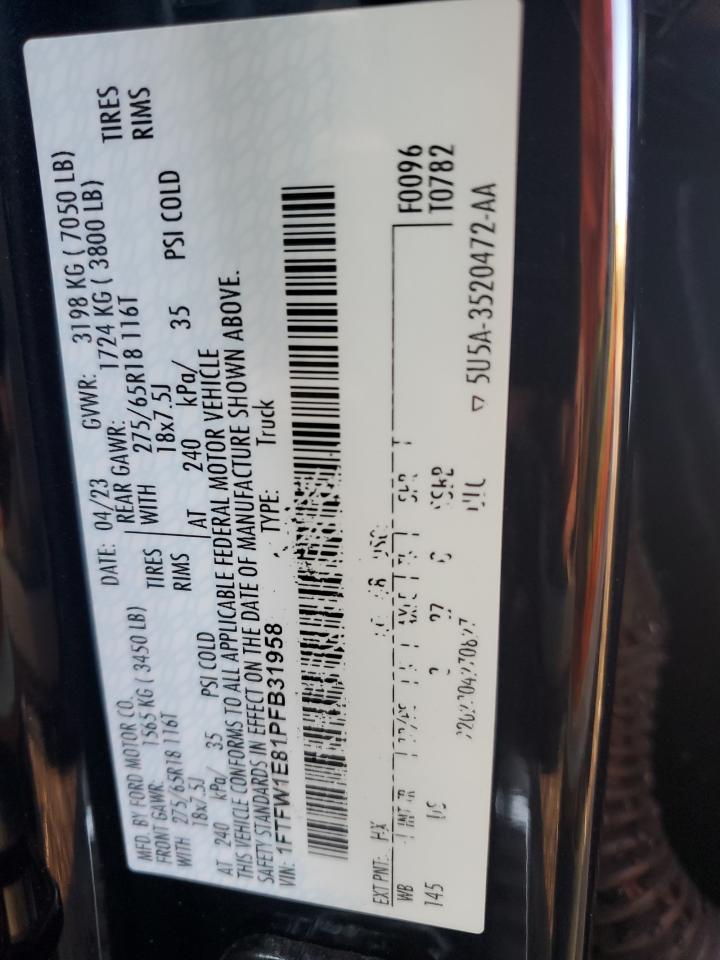 MFD. BY FORD MOTOR CO. DATE: 04/23 GVWR: 3198 KG ( 7050 LB)
FRONT GAWR: 1565 KG ( 3450 LB) REAR GAWR: 1724 KG ( 3800 LB)
WITH 275/65R18 116T TIRES WITH 275/65R18 116T TIRES
18x7.5J RIMS 18x7.5J RIMS
AT 240 kPa/ 35 PSI COLD AT 240 kPa/ 35 PSI COLD
THIS VEHICLE CONFORMS TO ALL APPLICABLE FEDERAL MOTOR VEHICLE
SAFETY STANDARDS IN EFFECT ON THE DATE OF MANUFACTURE SHOWN ABOVE.
VIN: 1FTFW1E81PFB31958 TYPE: Truck
EXT PNT: HX F0096
WB T0782
145
▽ 5U5A-3520472-AA